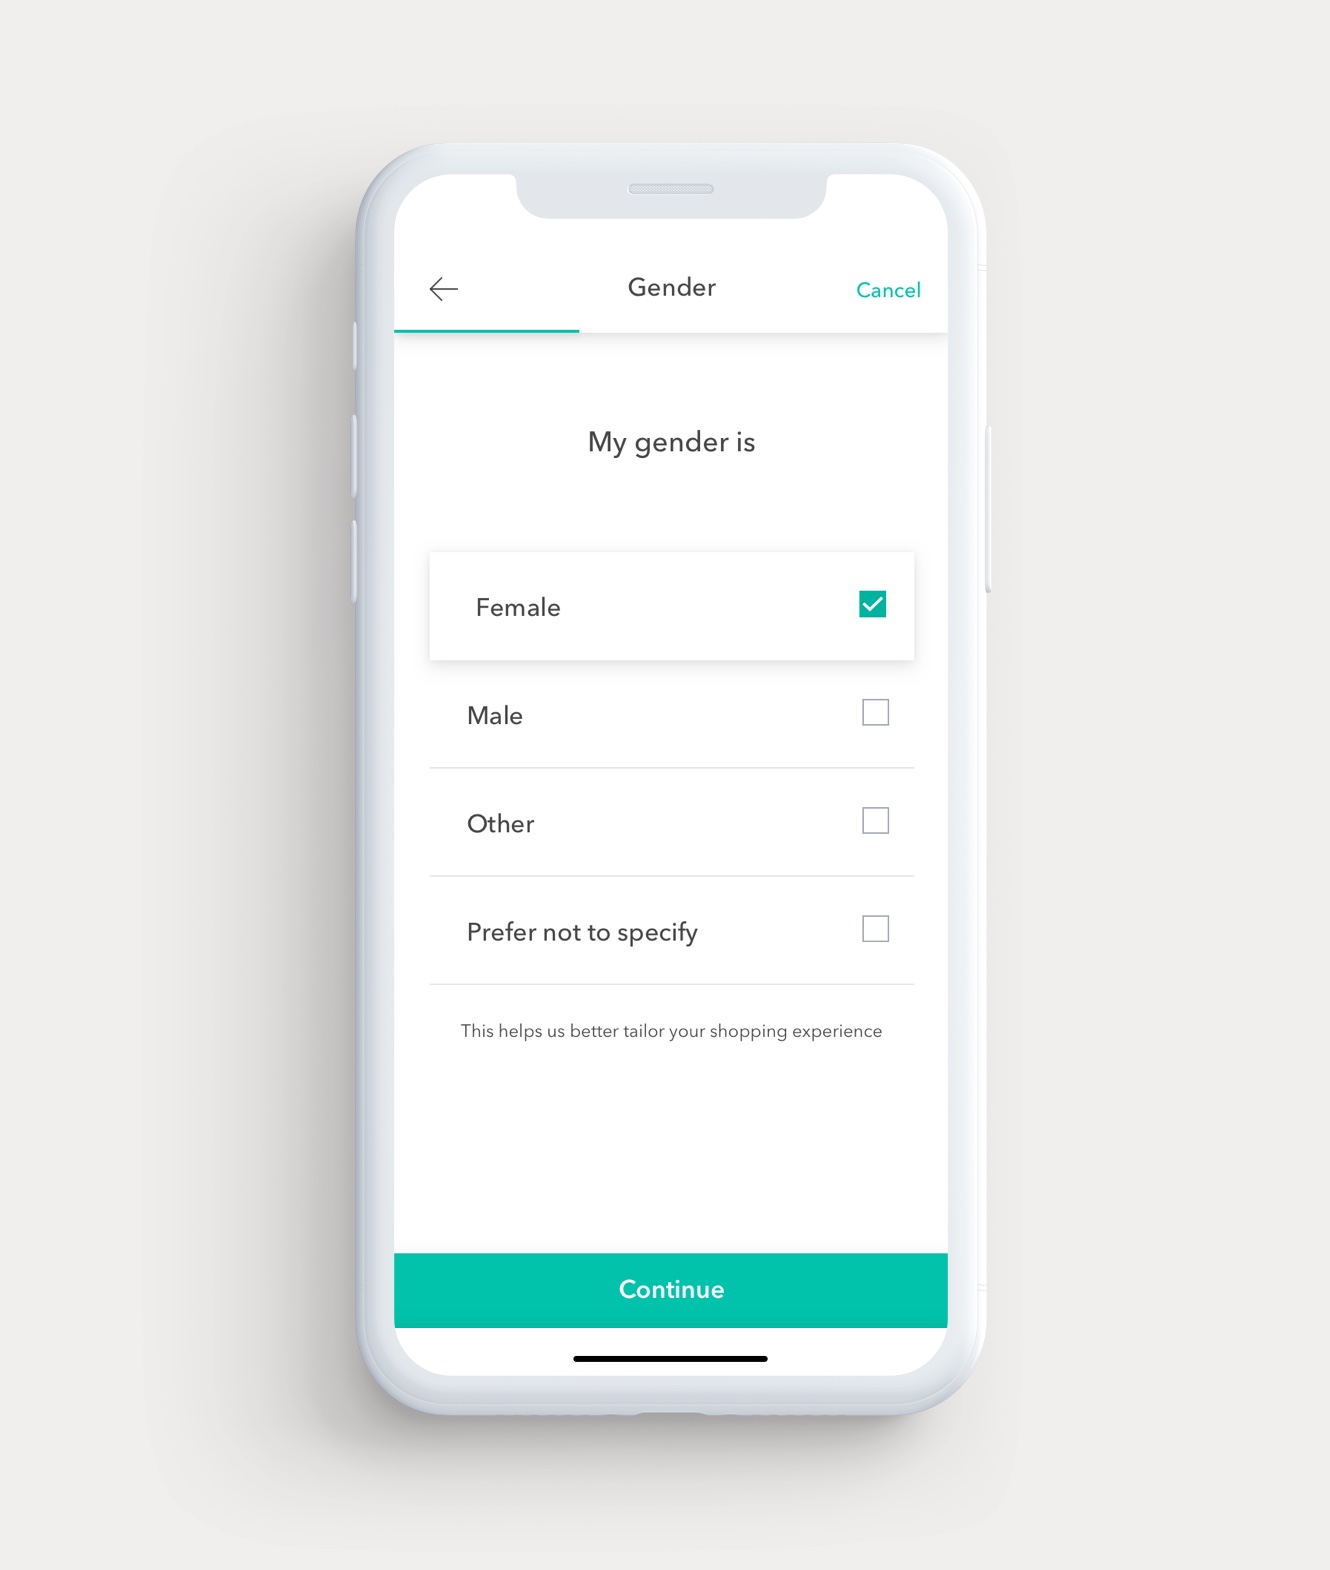 Gender
Cancel
My gender is
Female
Male
Other
Prefer not to specify
This helps us better tailor your shopping experience
Continue